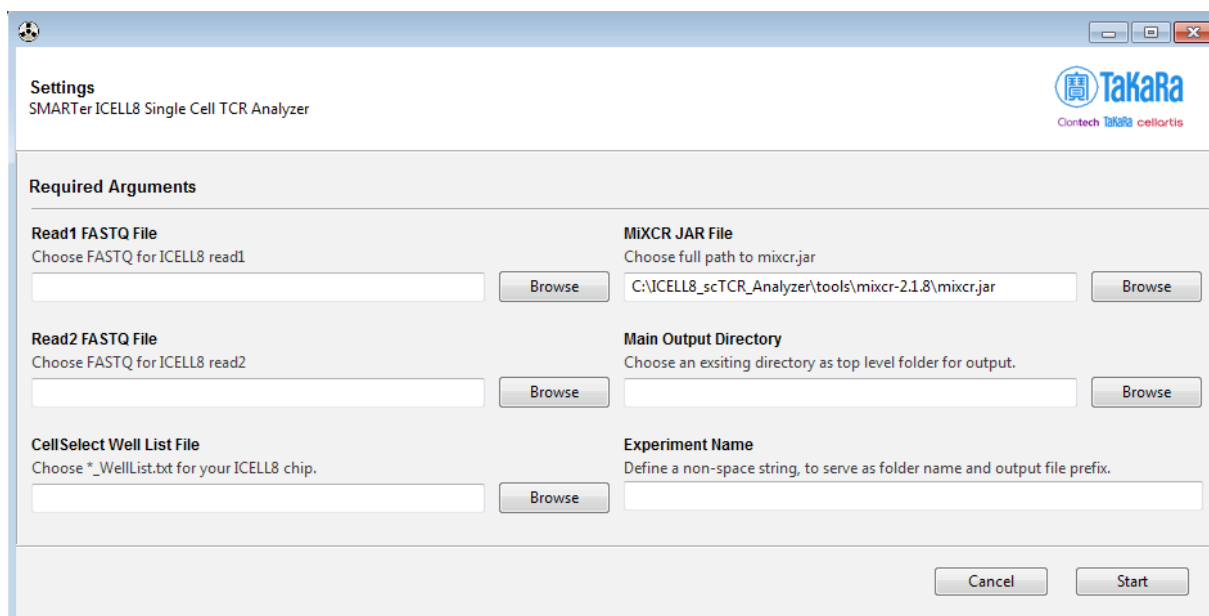 Settings
SMARTer ICELL8 Single Cell TCR Analyzer
寶 TaKaRa
Clontech TaKaRa cellartis
Required Arguments
Read1 FASTQ File
Choose FASTQ for ICELL8 read1
Browse
MiXCR JAR File
Choose full path to mixcr.jar
C:\ICELL8_scTCR_Analyzer\tools\mixcr-2.1.8\mixcr.jar
Browse
Read2 FASTQ File
Choose FASTQ for ICELL8 read2
Browse
Main Output Directory
Choose an exsiting directory as top level folder for output.
Browse
CellSelect Well List File
Choose *_WellList.txt for your ICELL8 chip.
Browse
Experiment Name
Define a non-space string, to serve as folder name and output file prefix.
Cancel
Start